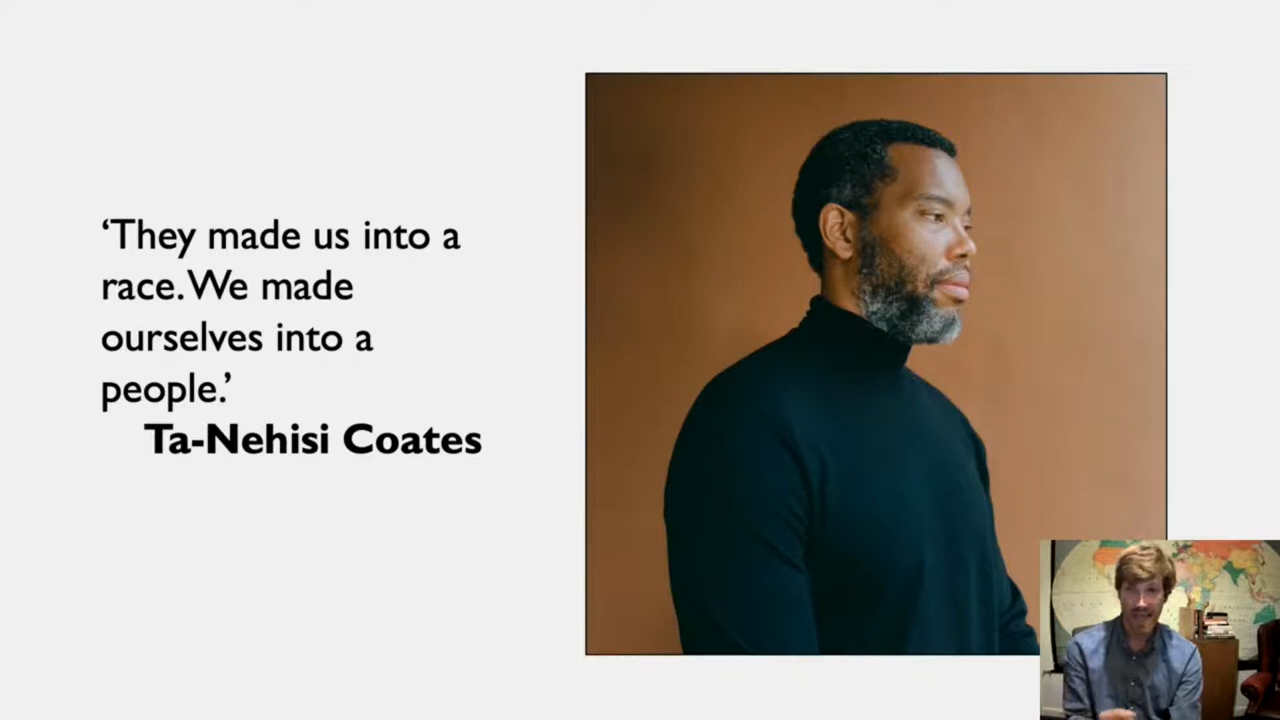 ‘They made us into a
race. We made
ourselves into a
people.’
Ta-Nehisi Coates